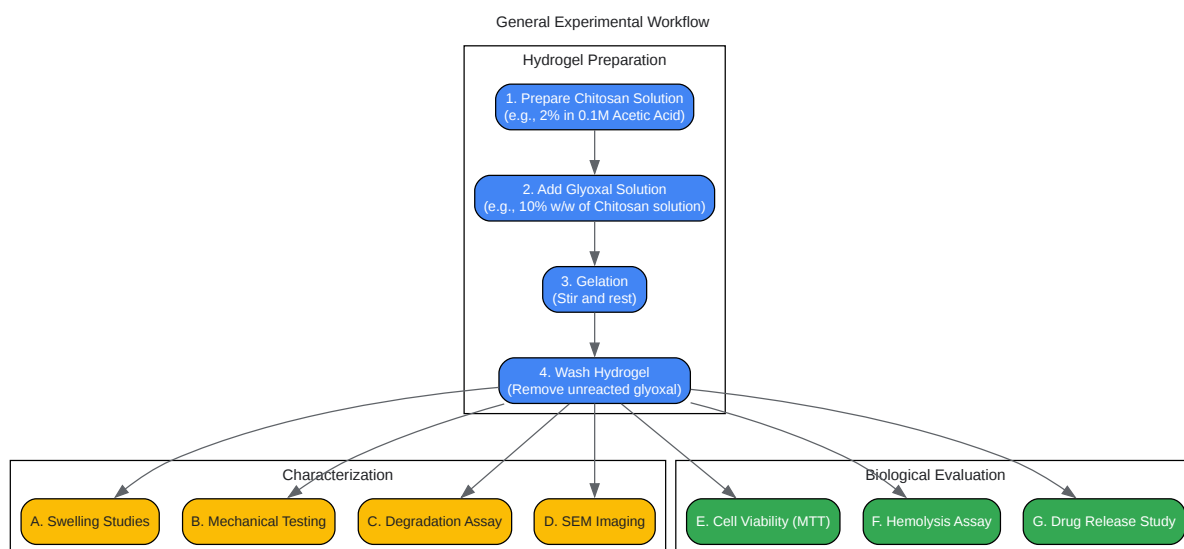 General Experimental Workflow
Hydrogel Preparation
1. Prepare Chitosan Solution
(e.g., 2% in 0.1M Acetic Acid)
2. Add Glyoxal Solution
(e.g., 10% w/w of Chitosan solution)
3. Gelation
(Stir and rest)
4. Wash Hydrogel
(Remove unreacted glyoxal)
Characterization
A. Swelling Studies
B. Mechanical Testing
C. Degradation Assay
D. SEM Imaging
Biological Evaluation
E. Cell Viability (MTT)
F. Hemolysis Assay
G. Drug Release Study